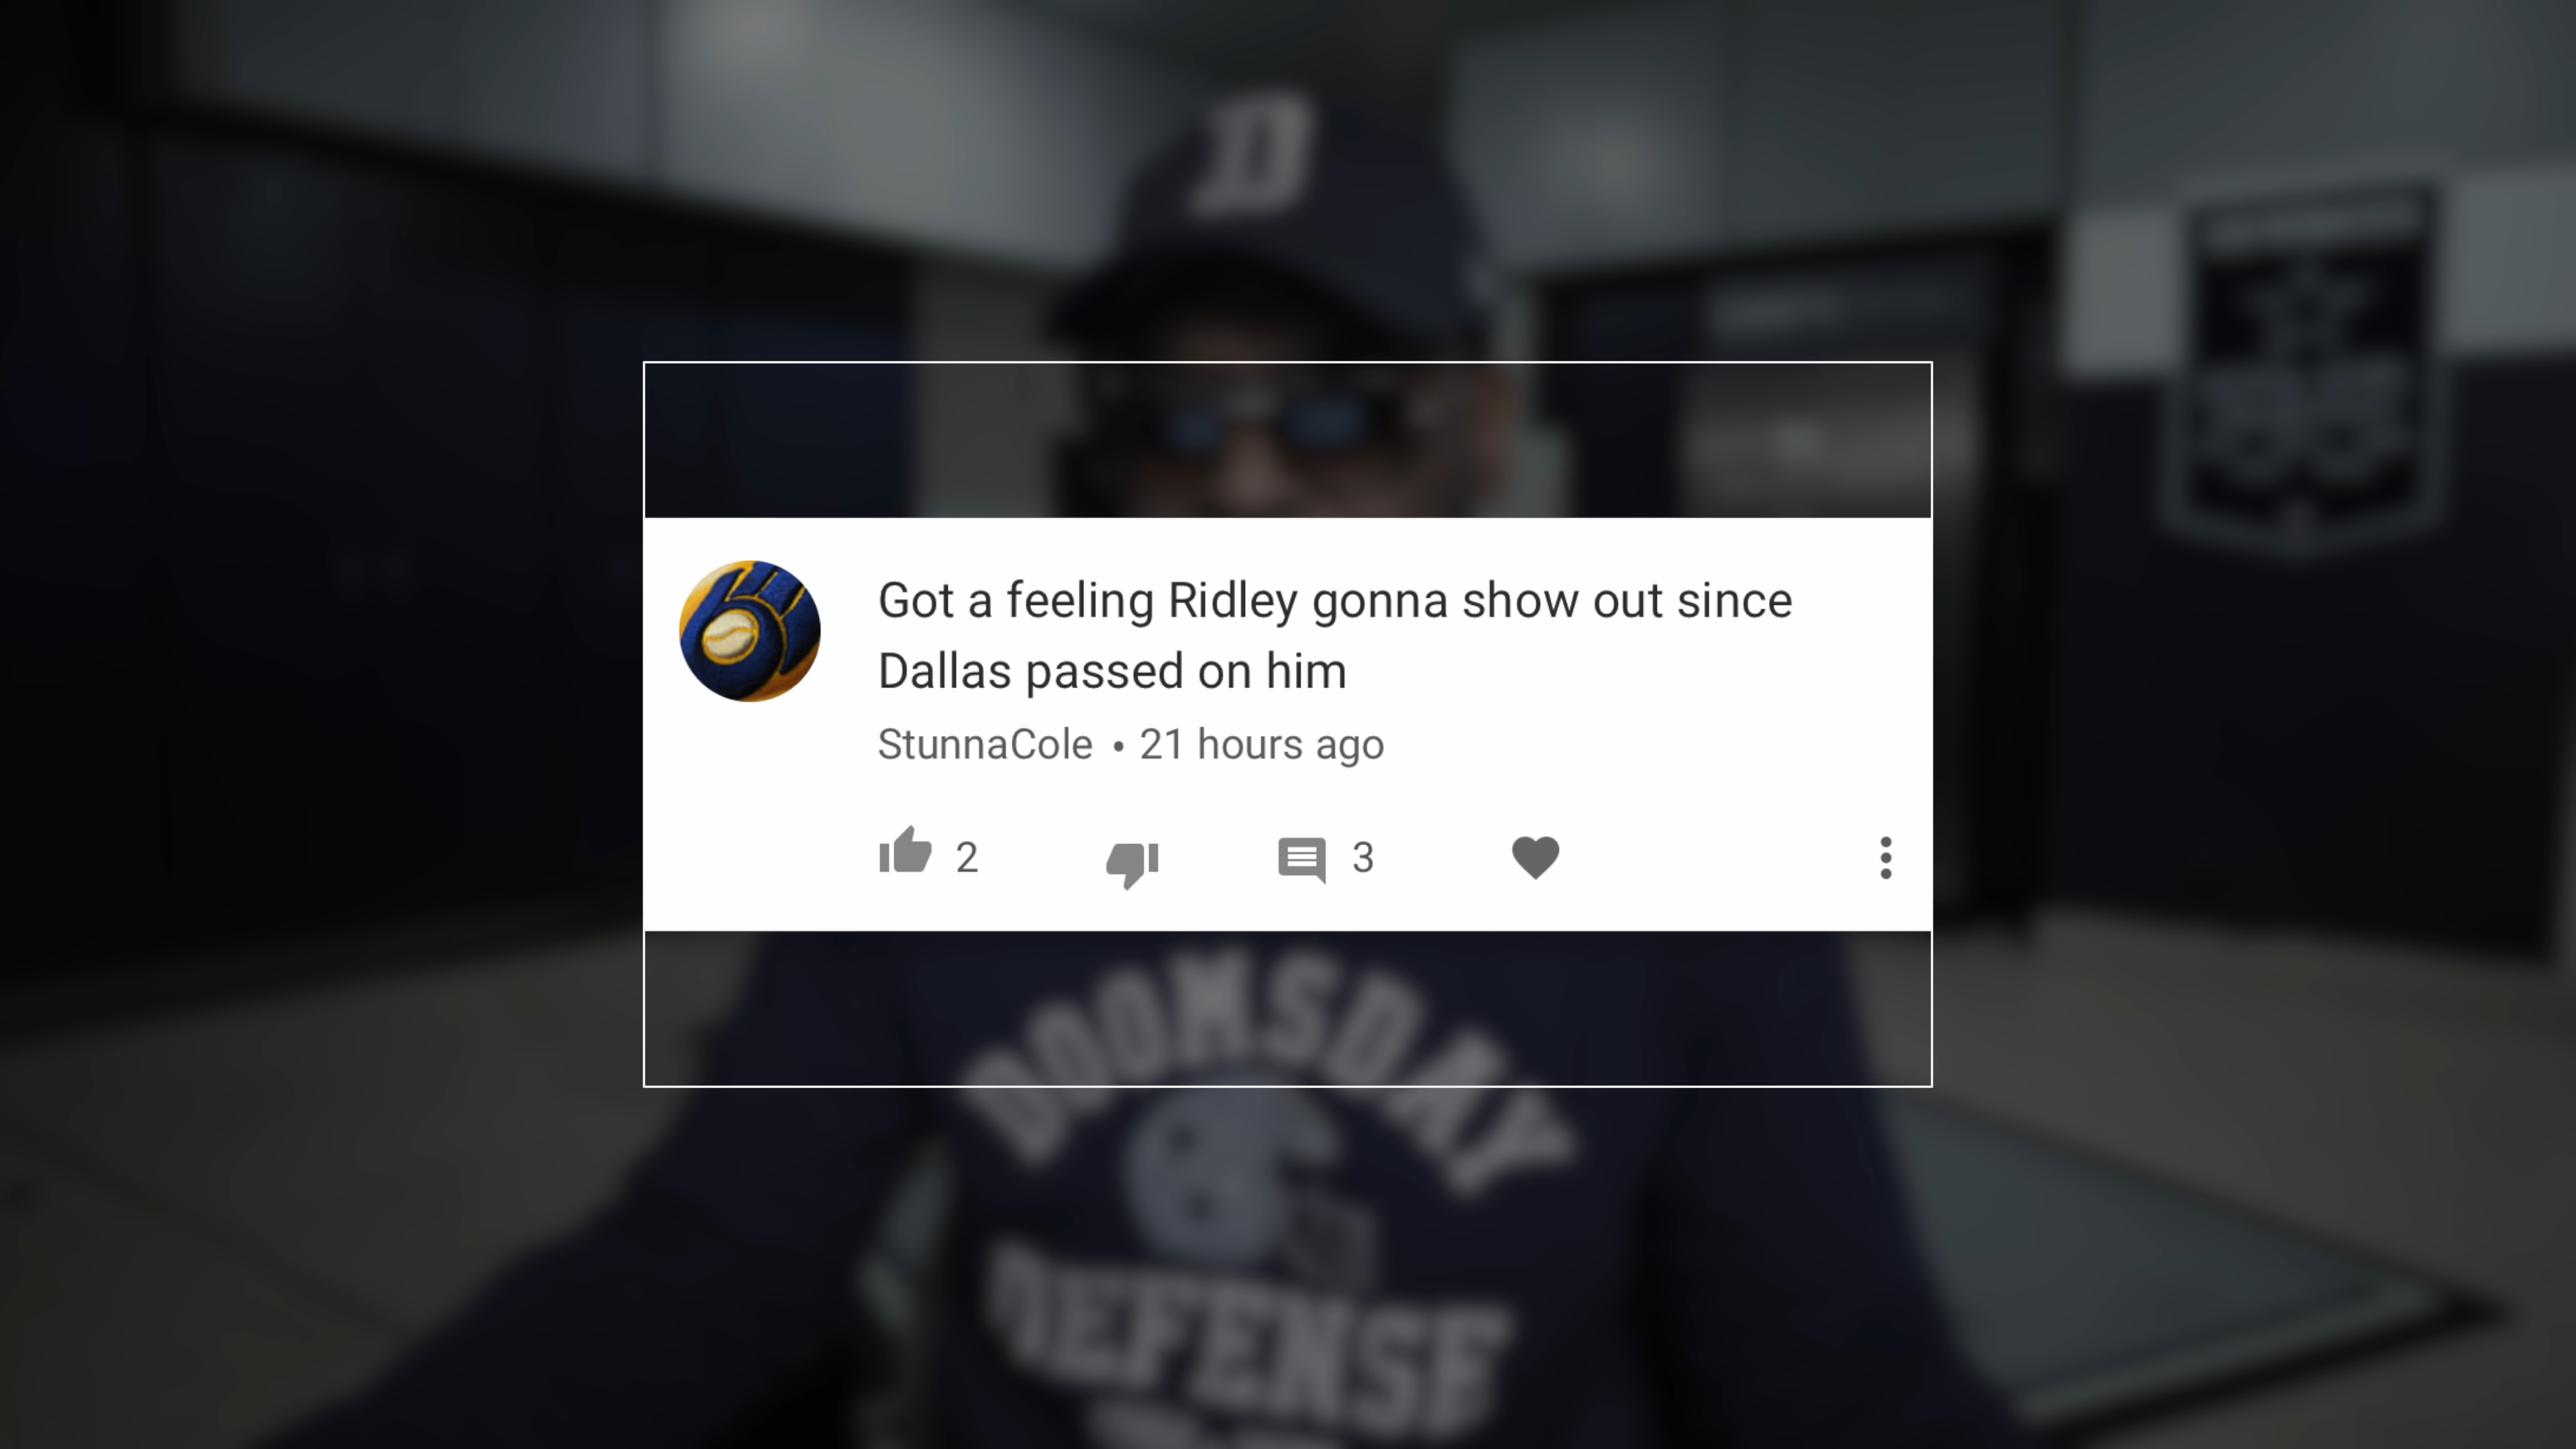 D
Got a feeling Ridley gonna show out since
Dallas passed on him
StunnaCole • 21 hours ago
2
3
DOOMSDAY
DEFENSE